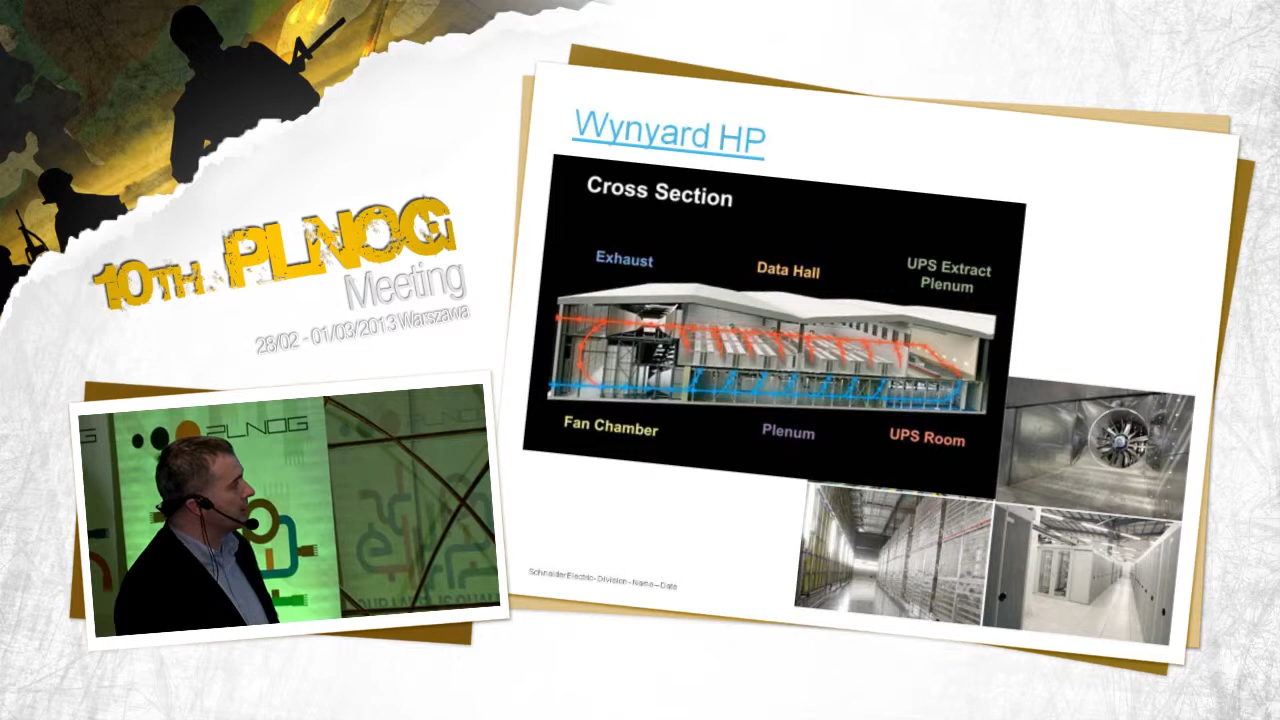 10TH PLNOG
Meeting
28/02 - 01/03/2013 Warszawa
PLNOG
Wynyard HP
Cross Section
Exhaust
Data Hall
UPS Extract
Plenum
Fan Chamber
Plenum
UPS Room
Schneider Electric - Division - Name – Date